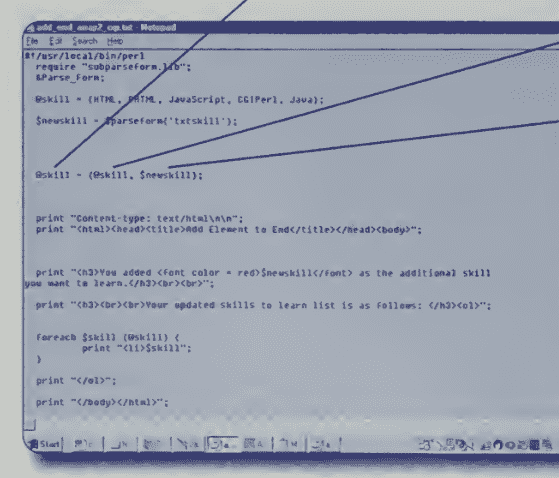 add_end_amap2_cgi.txt - Notepad
File Edit Search Help
#!/usr/local/bin/perl
require "subparseform.lib";
&Parse_Form;
@skill = (HTML, DHTML, JavaScript, CGIPerl, Java);
$newskill = $parseform{'txtskill'};
@skill = (@skill, $newskill);
print "Content-type: text/html\n\n";
print "<html><head><title>Add Element to End</title></head><body>";
print "<h3>You added <font color = red>$newskill</font> as the additional skill
you want to learn.</h3><br><br>";
print "<h3><br><br>Your updated skills to learn list is as follows: </h3><ol>";
foreach $skill (@skill) {
print "<li>$skill";
}
print "</ol>";
print "</body></html>";
Start